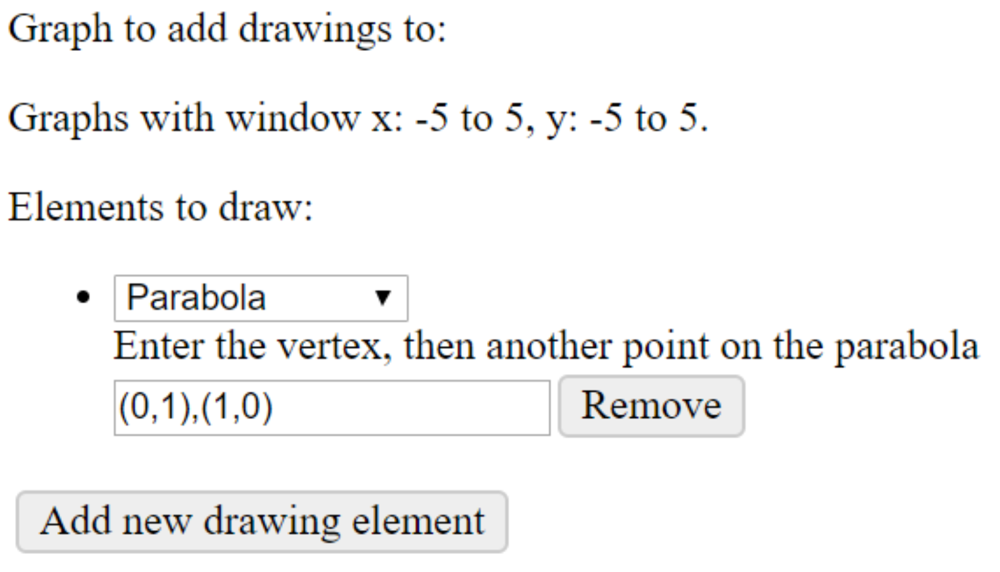 Graph to add drawings to:
Graphs with window x: -5 to 5, y: -5 to 5.
Elements to draw:
Parabola
Enter the vertex, then another point on the parabola
(0,1),(1,0) Remove
Add new drawing element